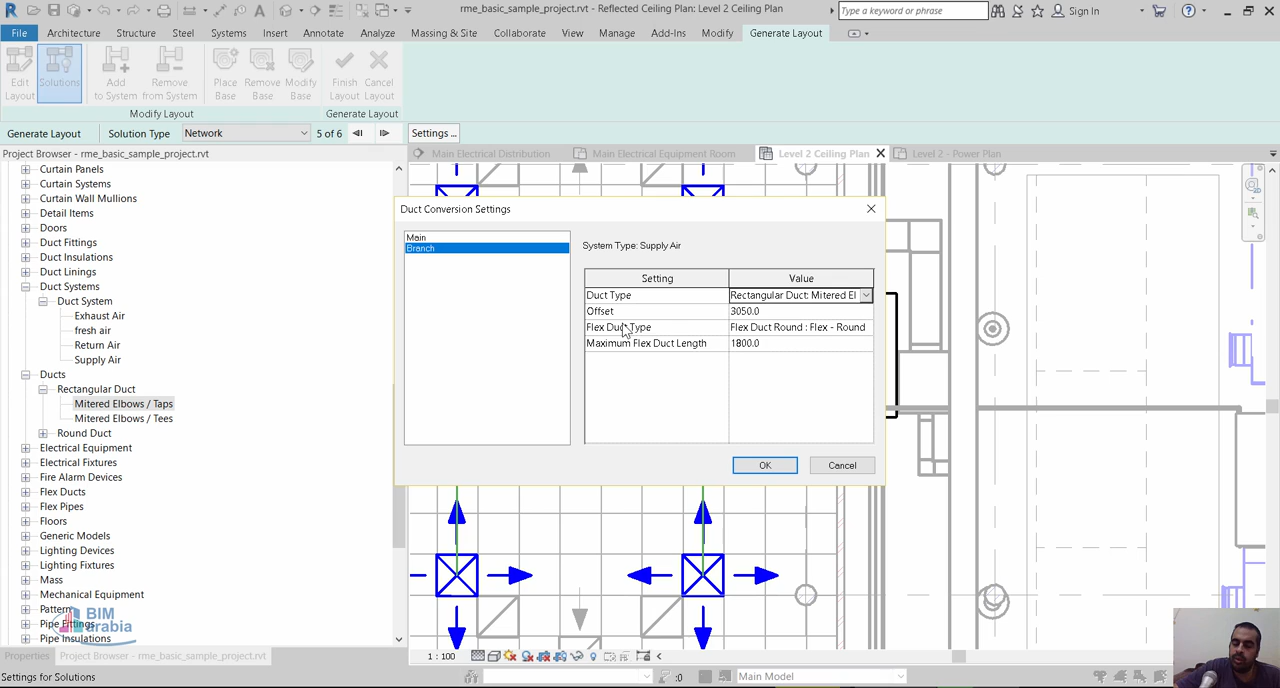 rme_basic_sample_project.rvt - Reflected Ceiling Plan: Level 2 Ceiling Plan
Type a keyword or phrase
Sign In
File Architecture Structure Steel Systems Insert Annotate Analyze Massing & Site Collaborate View Manage Add-Ins Modify Generate Layout
Edit Layout
Solutions
Add to System
Remove from System
Place Base
Remove Base
Modify Base
Finish Layout
Cancel Layout
Modify Layout
Generate Layout
Generate Layout Solution Type Network 5 of 6 Settings ...
Project Browser - rme_basic_sample_project.rvt
Main Electrical Distribution Main Electrical Equipment Room Level 2 Ceiling Plan Level 2 - Power Plan
Curtain Panels
Curtain Systems
Curtain Wall Mullions
Detail Items
Doors
Duct Fittings
Duct Insulations
Duct Linings
Duct Systems
Duct System
Exhaust Air
fresh air
Return Air
Supply Air
Ducts
Rectangular Duct
Mitered Elbows / Taps
Mitered Elbows / Tees
Round Duct
Electrical Equipment
Electrical Fixtures
Fire Alarm Devices
Flex Ducts
Flex Pipes
Floors
Generic Models
Lighting Devices
Lighting Fixtures
Mass
Mechanical Equipment
Pattern
Pipe Fittings
Pipe Insulations
BIM
arabia
Properties Project Browser - rme_basic_sample_project.rvt
Duct Conversion Settings
Main
Branch
System Type: Supply Air
Setting Value
Duct Type Rectangular Duct: Mitered El
Offset 3050.0
Flex Duct Type Flex Duct Round : Flex - Round
Maximum Flex Duct Length 1800.0
OK Cancel
1 : 100
Settings for Solutions
:0
Main Model